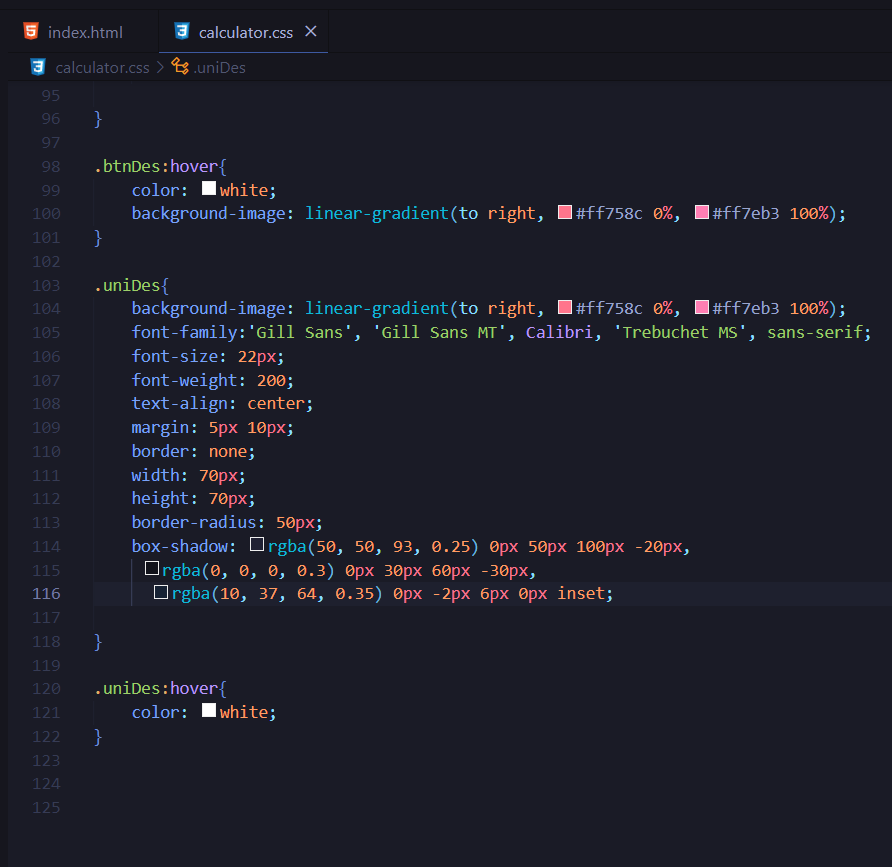 index.html calculator.css
calculator.css > .uniDes
95
96 }
97
98 .btnDes:hover{
99 color: white;
100 background-image: linear-gradient(to right, #ff758c 0%, #ff7eb3 100%);
101 }
102
103 .uniDes{
104 background-image: linear-gradient(to right, #ff758c 0%, #ff7eb3 100%);
105 font-family:'Gill Sans', 'Gill Sans MT', Calibri, 'Trebuchet MS', sans-serif;
106 font-size: 22px;
107 font-weight: 200;
108 text-align: center;
109 margin: 5px 10px;
110 border: none;
111 width: 70px;
112 height: 70px;
113 border-radius: 50px;
114 box-shadow: rgba(50, 50, 93, 0.25) 0px 50px 100px -20px,
115 rgba(0, 0, 0, 0.3) 0px 30px 60px -30px,
116 rgba(10, 37, 64, 0.35) 0px -2px 6px 0px inset;
117
118 }
119
120 .uniDes:hover{
121 color: white;
122 }
123
124
125